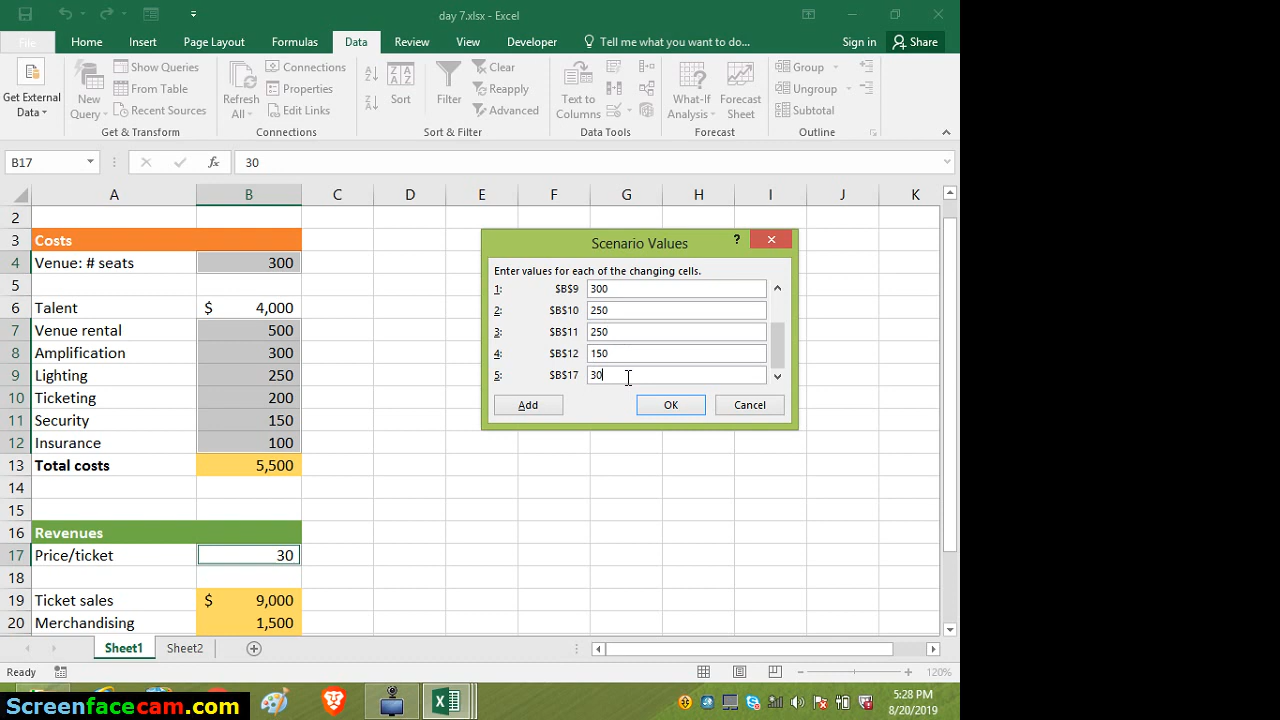 day 7.xlsx - Excel
File Home Insert Page Layout Formulas Data Review View Developer Tell me what you want to do... Sign in Share
Get External Data
New Query
Show Queries
From Table
Recent Sources
Get & Transform
Refresh All
Connections
Properties
Edit Links
Connections
Sort
Filter
Clear
Reapply
Advanced
Sort & Filter
Text to Columns
Data Tools
What-If Analysis
Forecast Sheet
Forecast
Group
Ungroup
Subtotal
Outline
B17 fx 30
A B C D E F G H I J K
2
3 Costs
4 Venue: # seats 300
5
6 Talent $ 4,000
7 Venue rental 500
8 Amplification 300
9 Lighting 250
10 Ticketing 200
11 Security 150
12 Insurance 100
13 Total costs 5,500
14
15
16 Revenues
17 Price/ticket 30
18
19 Ticket sales $ 9,000
20 Merchandising 1,500
Scenario Values ?
Enter values for each of the changing cells.
1: $B$9 300
2: $B$10 250
3: $B$11 250
4: $B$12 150
5: $B$17 30
Add OK Cancel
Sheet1 Sheet2
Ready 120%
Screenfacecam.com
5:28 PM
8/20/2019